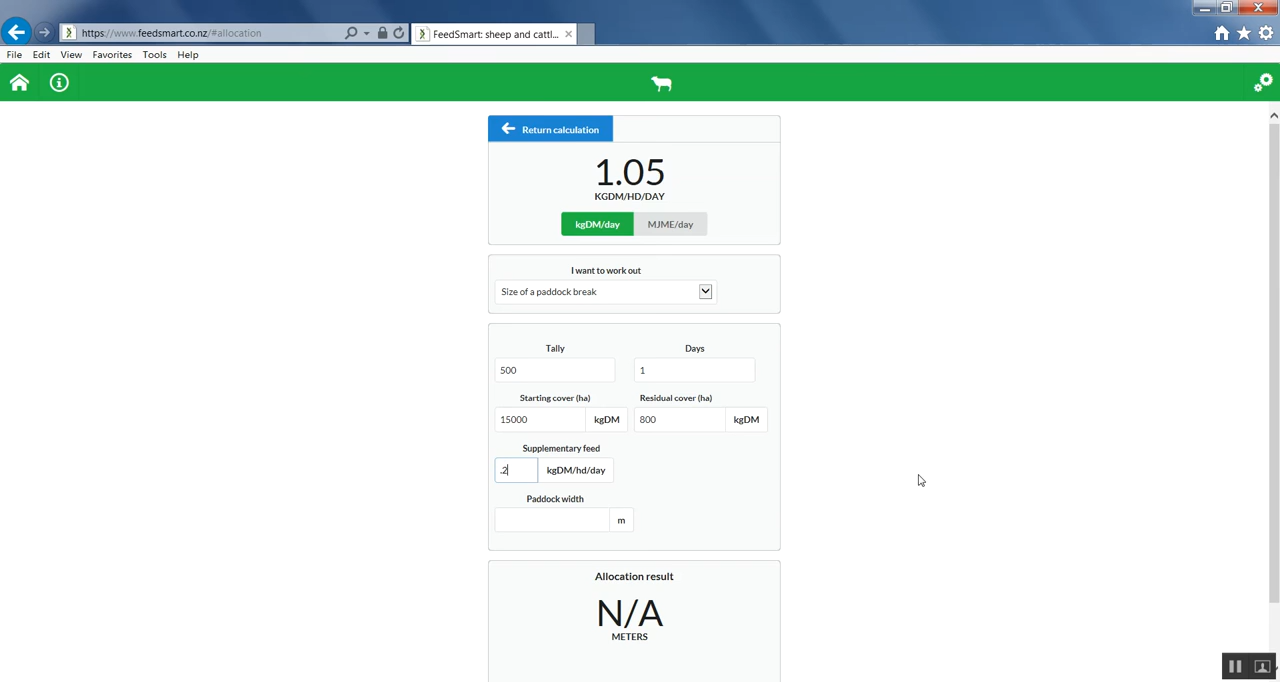 https://www.feedsmart.co.nz/#allocation
FeedSmart: sheep and cattl...
File Edit View Favorites Tools Help
Return calculation
1.05
KGDM/HD/DAY
kgDM/day MJME/day
I want to work out
Size of a paddock break
Tally Days
500 1
Starting cover (ha) Residual cover (ha)
15000 kgDM 800 kgDM
Supplementary feed
.2 kgDM/hd/day
Paddock width
m
Allocation result
N/A
METERS